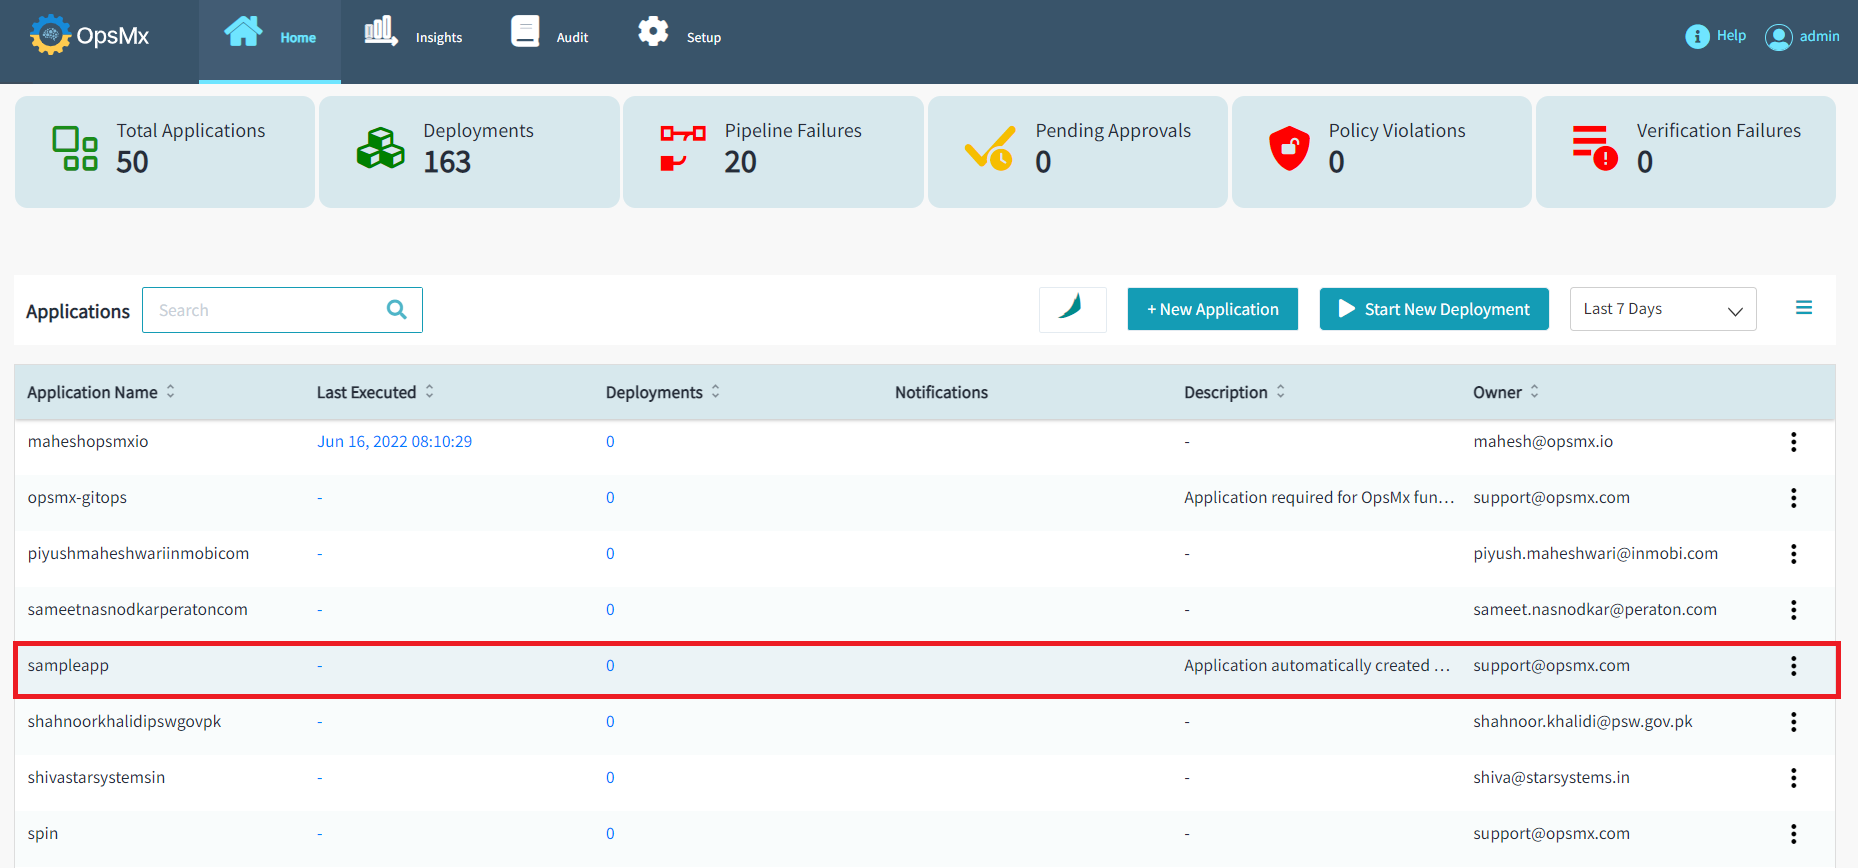 OpsMx
Home
Insights
Audit
Setup
Help
admin
Total Applications
50
Deployments
163
Pipeline Failures
20
Pending Approvals
0
Policy Violations
0
Verification Failures
0
Applications
Search
+ New Application
Start New Deployment
Last 7 Days
Application Name Last Executed Deployments Notifications Description Owner
maheshopsmxio Jun 16, 2022 08:10:29 0 - mahesh@opsmx.io
opsmx-gitops - 0 Application required for OpsMx fun... support@opsmx.com
piyushmaheshwariinmobicom - 0 - piyush.maheshwari@inmobi.com
sameetnasnodkarperatoncom - 0 - sameet.nasnodkar@peraton.com
sampleapp - 0 Application automatically created ... support@opsmx.com
shahnoorkhalidipswgovpk - 0 - shahnoor.khalidi@psw.gov.pk
shivastarsystemsin - 0 - shiva@starsystems.in
spin - 0 - support@opsmx.com